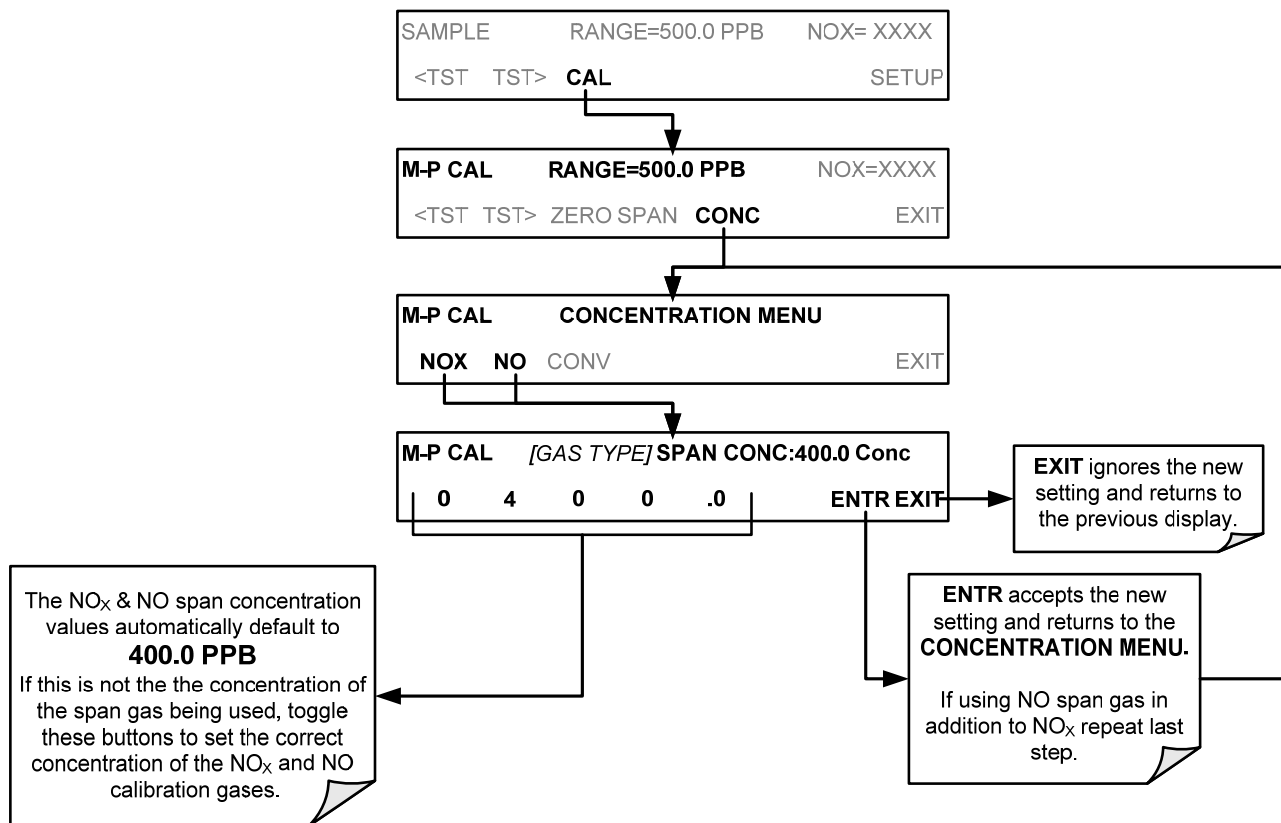 SAMPLE RANGE=500.0 PPB NOX= XXXX
<TST TST> CAL SETUP
M-P CAL RANGE=500.0 PPB NOX=XXXX
<TST TST> ZERO SPAN CONC EXIT
M-P CAL CONCENTRATION MENU
NOX NO CONV EXIT
M-P CAL [GAS TYPE] SPAN CONC:400.0 Conc
0 4 0 0 .0 ENTR EXIT
EXIT ignores the new
setting and returns to
the previous display.
The NOX & NO span concentration
values automatically default to
400.0 PPB
If this is not the the concentration of
the span gas being used, toggle
these buttons to set the correct
concentration of the NOX and NO
calibration gases.
ENTR accepts the new
setting and returns to the
CONCENTRATION MENU.
If using NO span gas in
addition to NOX repeat last
step.